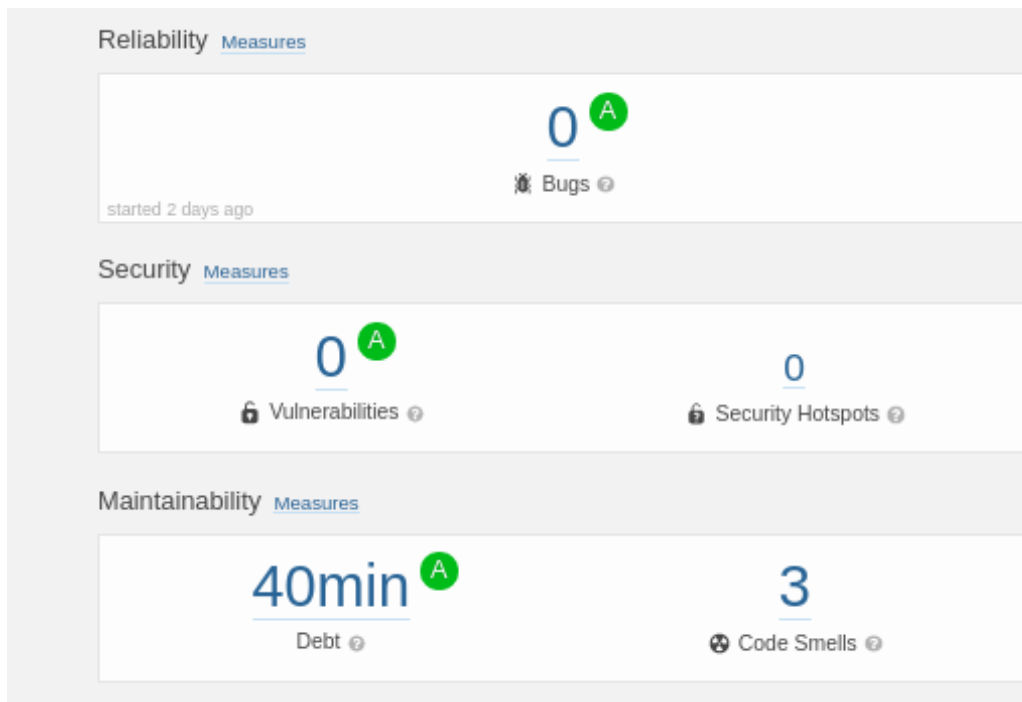 Reliability Measures
0 A
Bugs ?
started 2 days ago
Security Measures
0 A 0
Vulnerabilities ? Security Hotspots ?
Maintainability Measures
40min A 3
Debt ? Code Smells ?